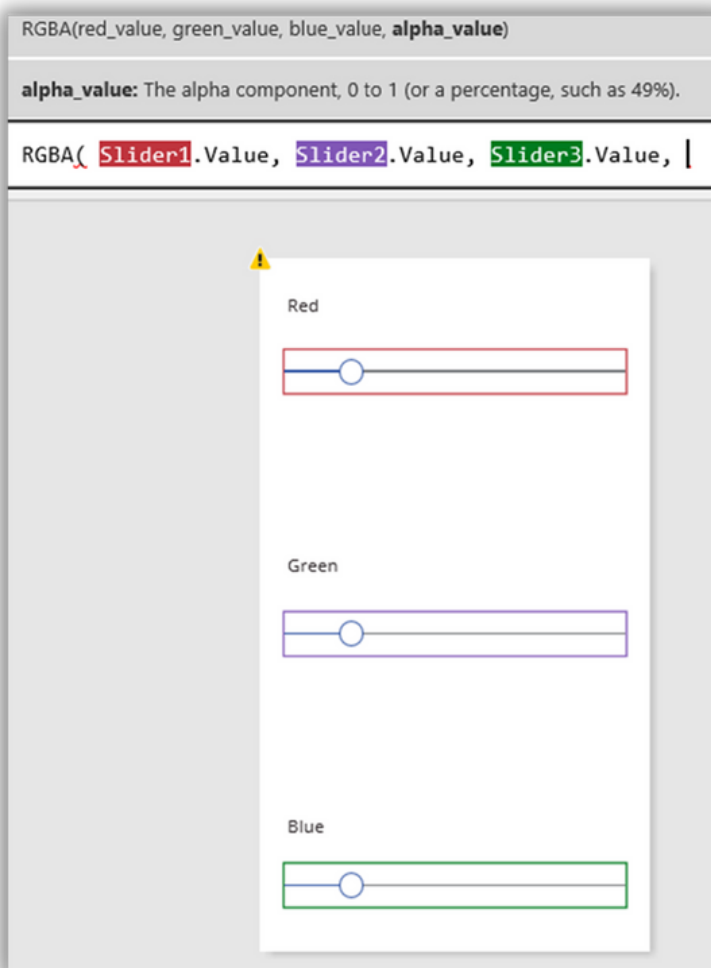 RGBA(red_value, green_value, blue_value, alpha_value)
alpha_value: The alpha component, 0 to 1 (or a percentage, such as 49%).
RGBA( Slider1.Value, Slider2.Value, Slider3.Value,
Red
Green
Blue